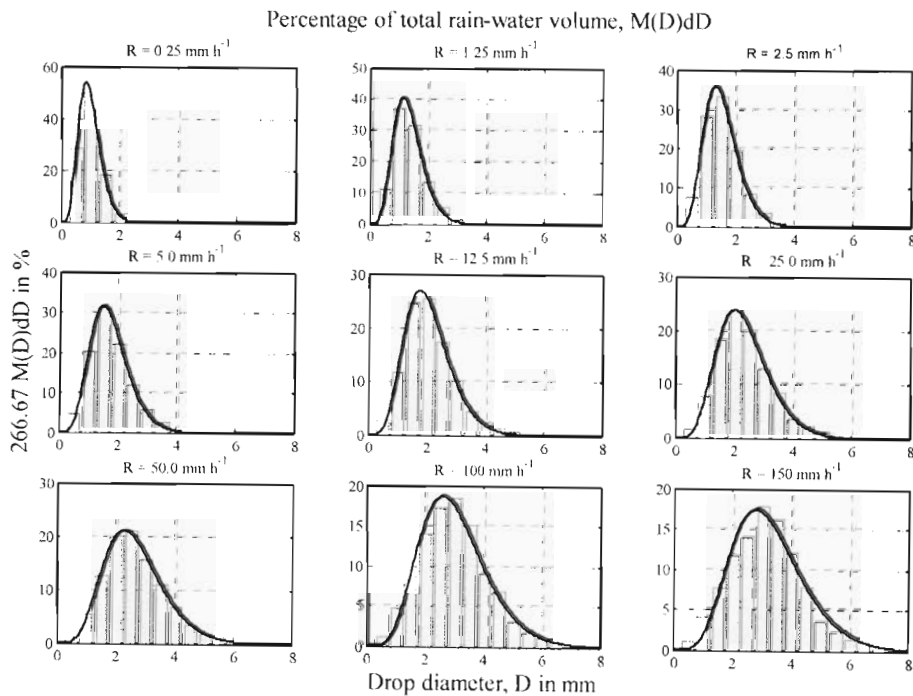 Percentage of total rain-water volume, M(D)dD
R = 0.25 mm h⁻¹
R = 1.25 mm h⁻¹
R = 2.5 mm h⁻¹
60
40
20
0
0 2 4 6 8
50
40
30
20
10
0
0 2 4 6 8
40
30
20
10
0
0 2 4 6 8
R = 5.0 mm h⁻¹
R = 12.5 mm h⁻¹
R 25.0 mm h⁻¹
40
30
20
10
0
0 2 4 6 8
30
20
10
0
0 2 4 6 8
30
20
10
0
0 2 4 6 8
R = 50.0 mm h⁻¹
R = 100 mm h⁻¹
R = 150 mm h⁻¹
30
20
10
0
0 2 4 6 8
20
15
10
5
0
0 2 4 6 8
20
15
10
5
0
0 2 4 6 8
266.67 M(D)dD in %
Drop diameter, D in mm